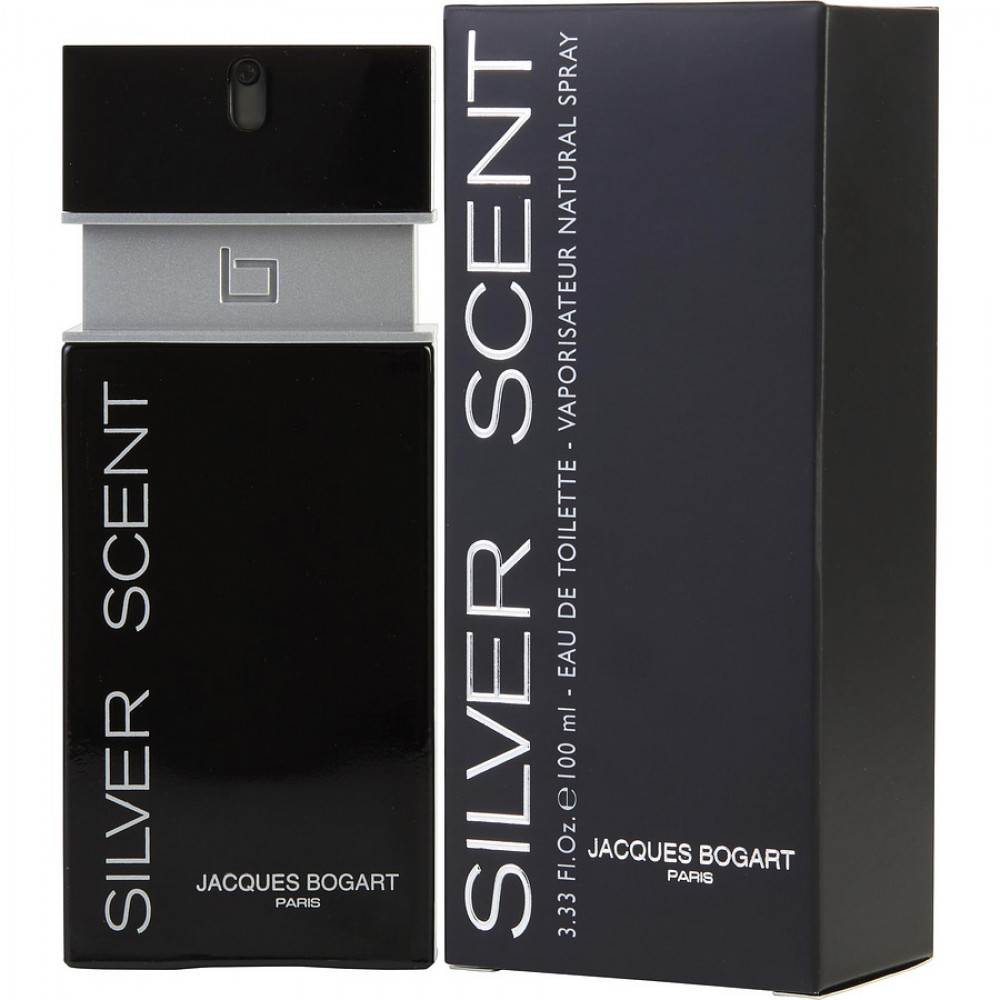 b
SILVER SCENT
JACQUES BOGART
PARIS
SILVER SCENT
3.33 Fl. Oz. ℮ 100 ml - EAU DE TOILETTE - VAPORISATEUR NATURAL SPRAY
JACQUES BOGART
PARIS